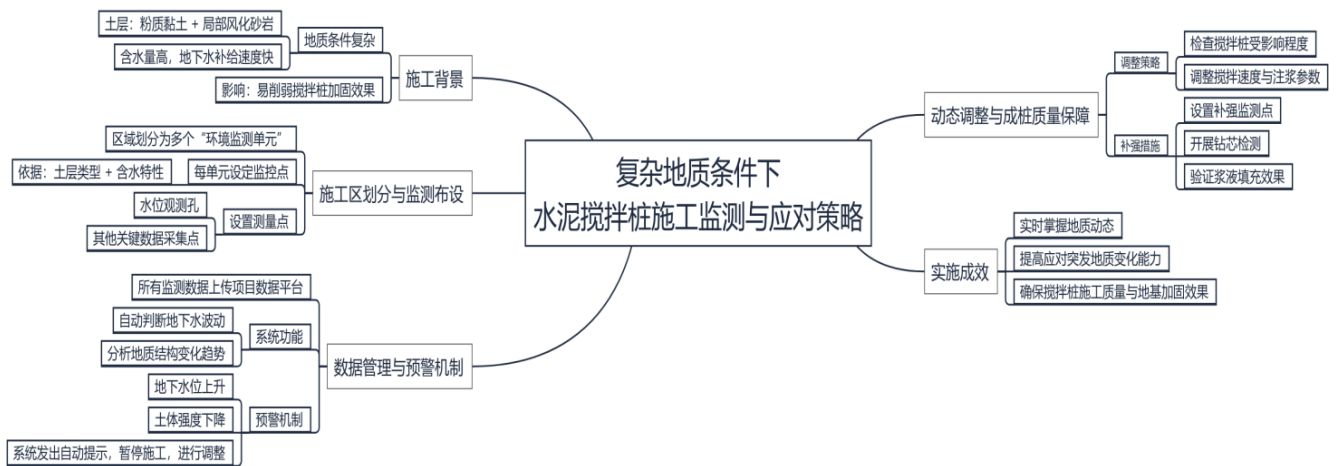 复杂地质条件下
水泥搅拌桩施工监测与应对策略
施工背景
地质条件复杂
土层：粉质黏土 + 局部风化砂岩
含水量高，地下水补给速度快
影响：易削弱搅拌桩加固效果
施工区划分与监测布设
区域划分为多个“环境监测单元”
每单元设定监控点
依据：土层类型 + 含水特性
设置测量点
水位观测孔
其他关键数据采集点
数据管理与预警机制
所有监测数据上传项目数据平台
系统功能
自动判断地下水波动
分析地质结构变化趋势
预警机制
地下水位上升
土体强度下降
系统发出自动提示，暂停施工，进行调整
动态调整与成桩质量保障
调整策略
检查搅拌桩受影响程度
调整搅拌速度与注浆参数
补强措施
设置补强监测点
开展钻芯检测
验证浆液填充效果
实施成效
实时掌握地质动态
提高应对突发地质变化能力
确保搅拌桩施工质量与地基加固效果